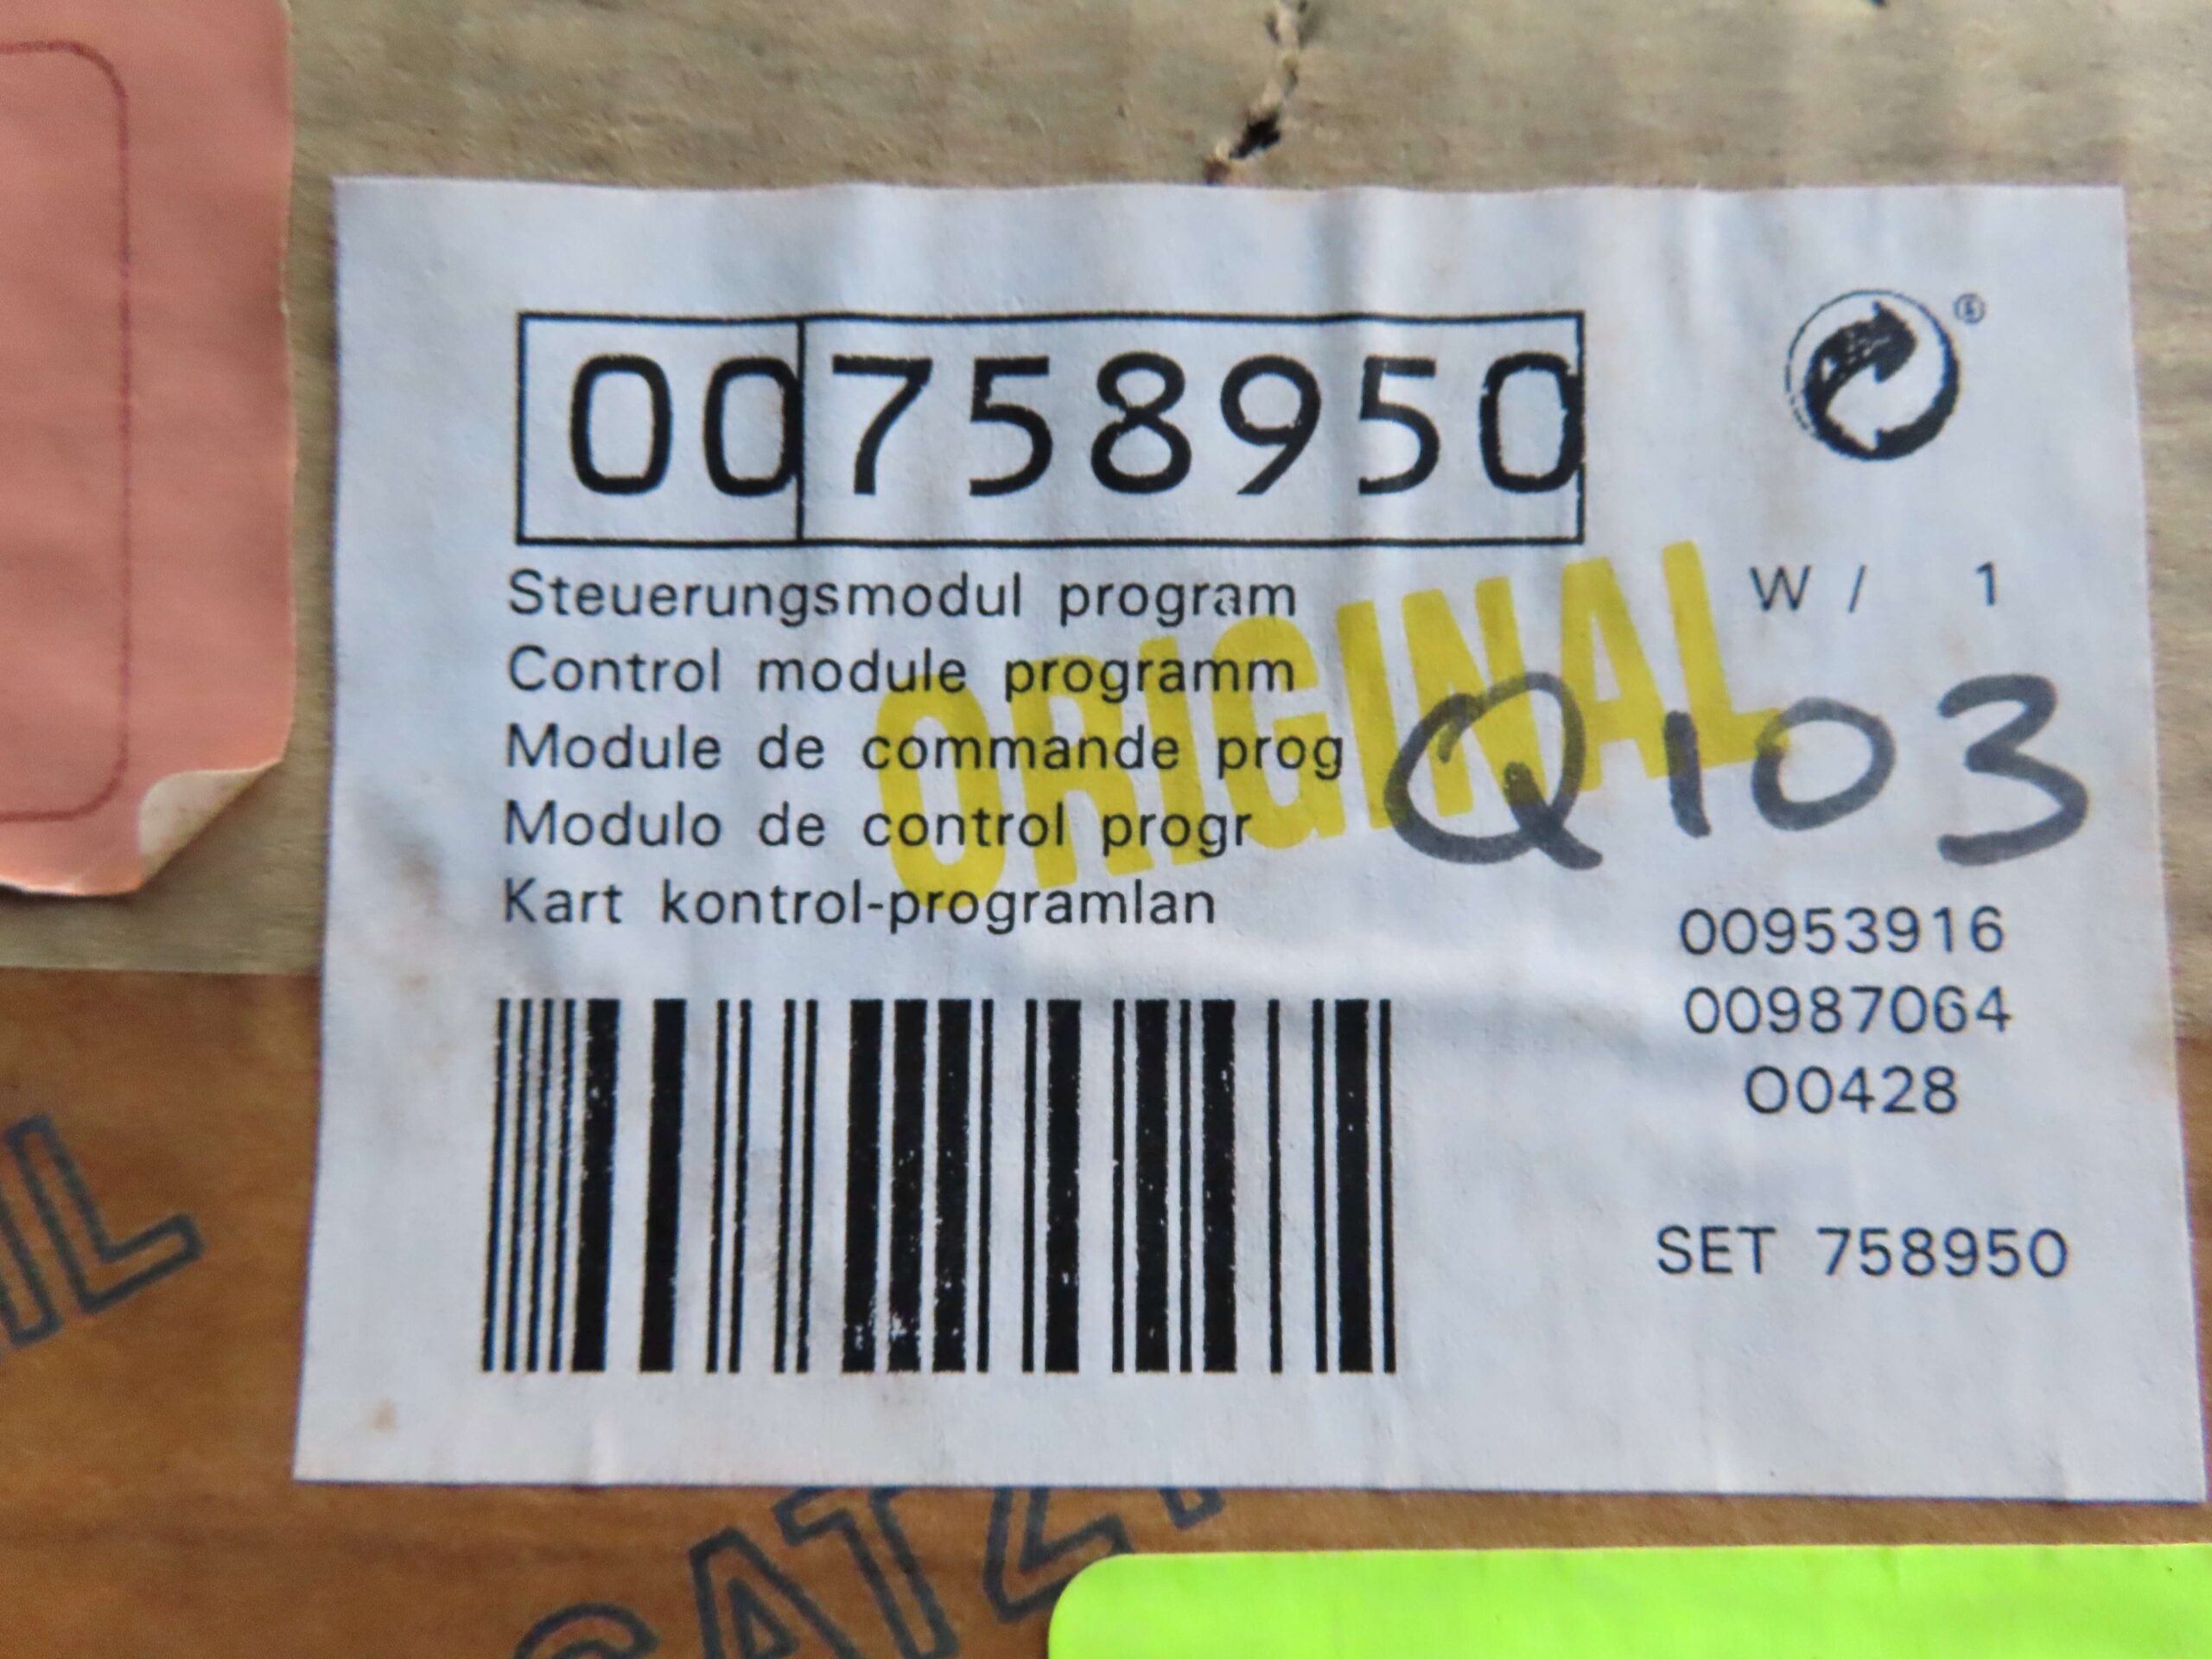 00758950
W / 1
Steuerungsmodul program
Control module programm
Module de commande prog
Modulo de control progr
Kart kontrol-programlan
ORIGINAL
Q103
00953916
00987064
00428
SET 758950